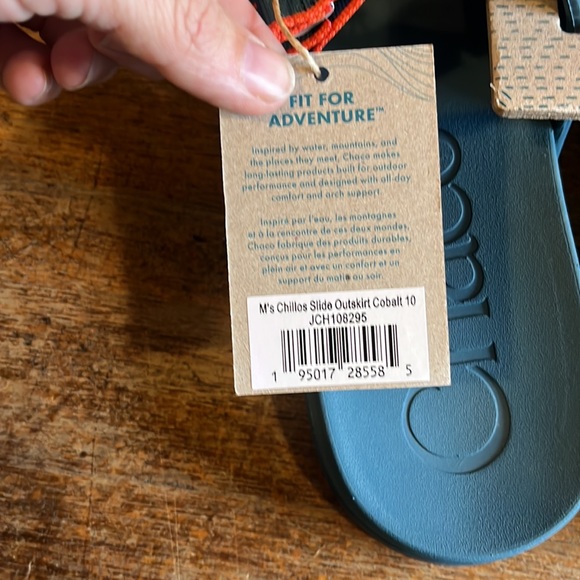 FIT FOR
ADVENTURE™
Inspired by water, mountains, and
the places they meet, Chaco makes
long-lasting products built for outdoor
performance and designed with all-day
comfort and arch support.
Inspiré par l'eau, les montagnes
et à la rencontre de ces deux mondes,
Chaco fabrique des produits durables,
conçus pour les performances en
plein air et avec un confort et un
support du matin au soir.
M's Chillos Slide Outskirt Cobalt 10
JCH108295
1 95017 28558 5
Chaco